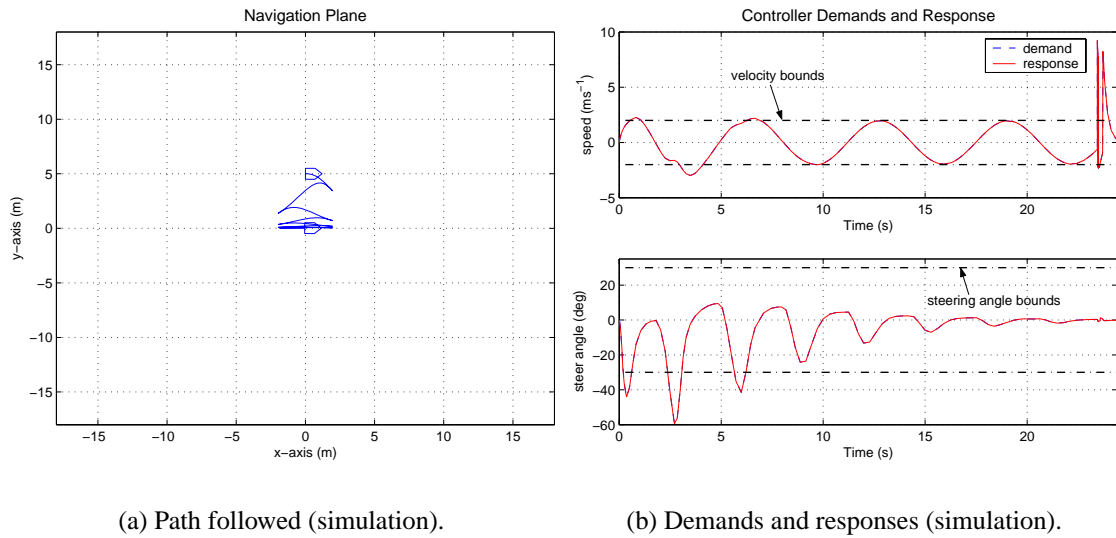 Navigation Plane
15
10
5
0
−5
−10
−15
y−axis (m)
−15 −10 −5 0 5 10 15
x−axis (m)
Controller Demands and Response
10
5
0
−5
speed (ms−1)
demand
response
velocity bounds
0 5 10 15 20
Time (s)
20
0
−20
−40
−60
steer angle (deg)
steering angle bounds
0 5 10 15 20
Time (s)
(a) Path followed (simulation).
(b) Demands and responses (simulation).